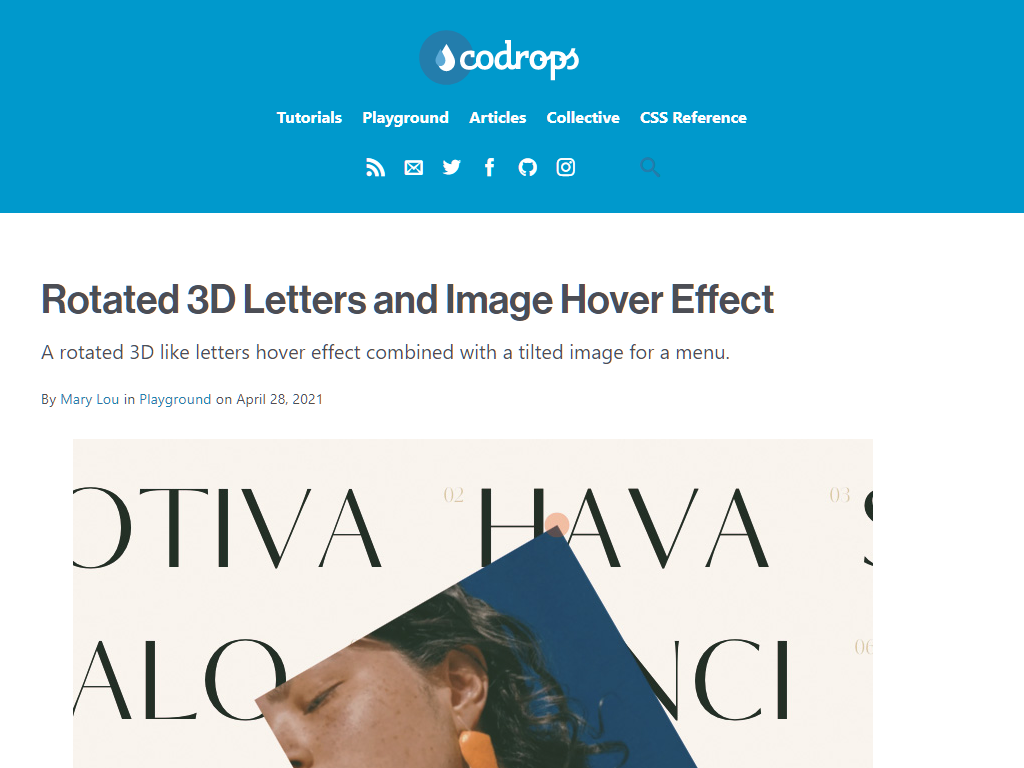 codrops
Tutorials Playground Articles Collective CSS Reference
Rotated 3D Letters and Image Hover Effect
A rotated 3D like letters hover effect combined with a tilted image for a menu.
By Mary Lou in Playground on April 28, 2021
OTIVA 02 HAVA 03 S
ALO NCI 06